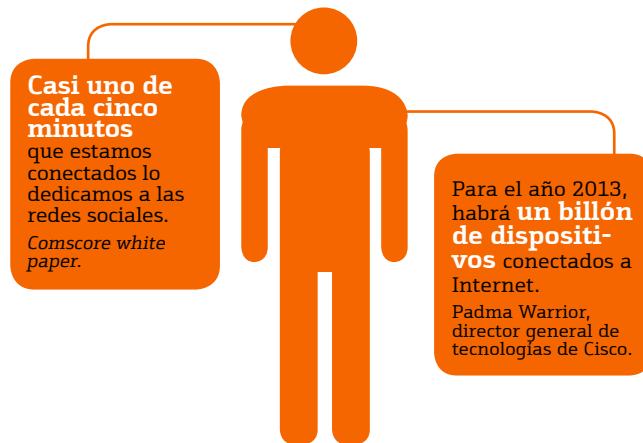 Casi uno de
cada cinco
minutos
que estamos
conectados lo
dedicamos a las
redes sociales.
Comscore white
paper.
Para el año 2013,
habrá un billón
de dispositi-
vos conectados a
Internet.
Padma Warrior,
director general de
tecnologías de Cisco.